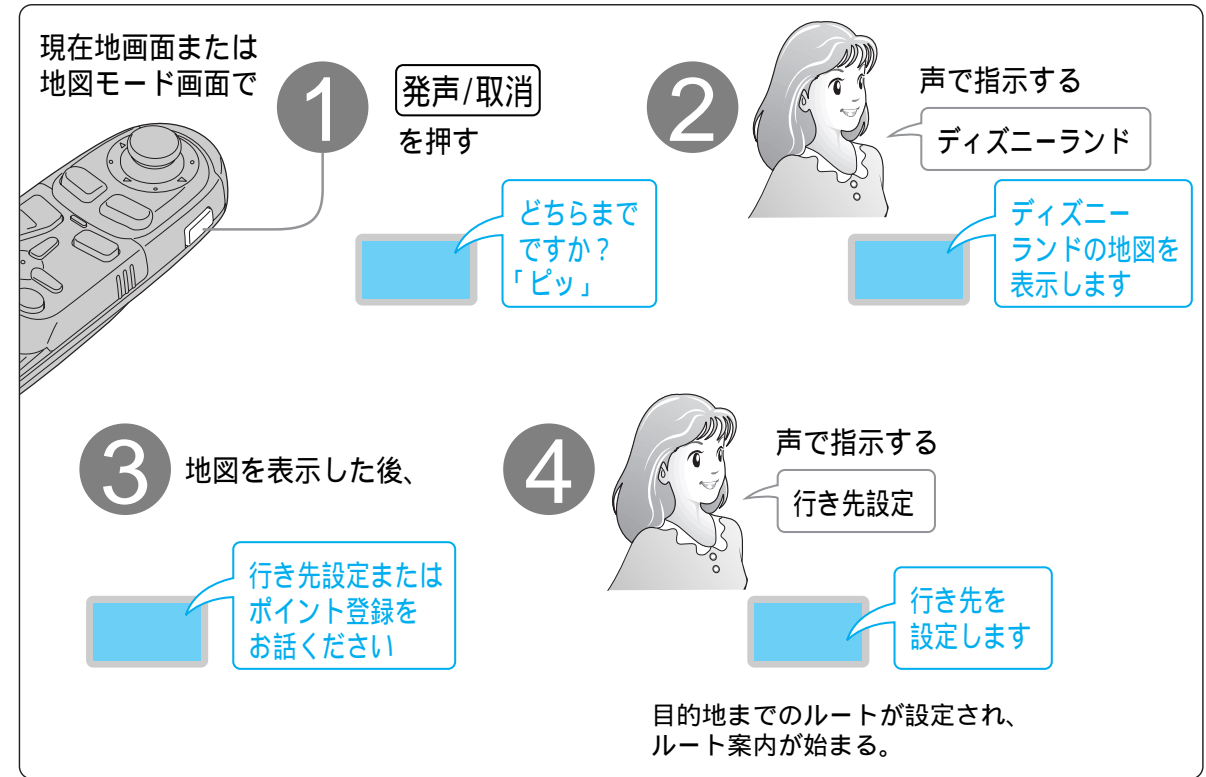 現在地画面または
地図モード画面で
1
発声/取消
を押す
どちらまで
ですか？
「ピッ」
2
声で指示する
ディズニーランド
ディズニー
ランドの地図を
表示します
3
地図を表示した後、
行き先設定または
ポイント登録を
お話ください
4
声で指示する
行き先設定
行き先を
設定します
目的地までのルートが設定され、
ルート案内が始まる。